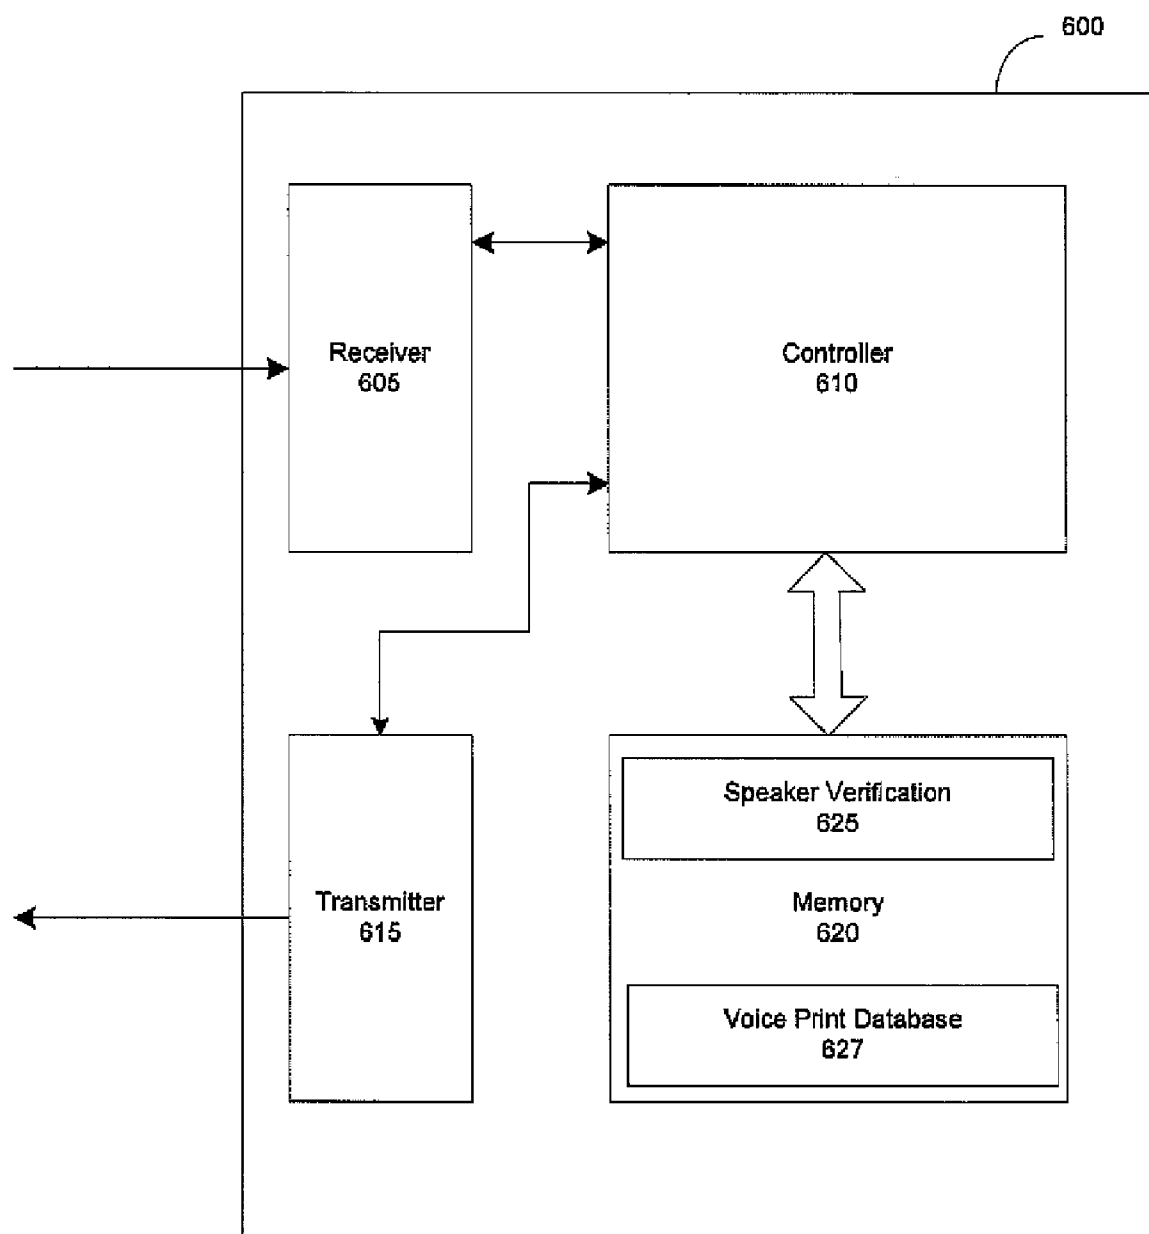 600
Receiver
605
Controller
610
Speaker Verification
625
Transmitter
615
Memory
620
Voice Print Database
627